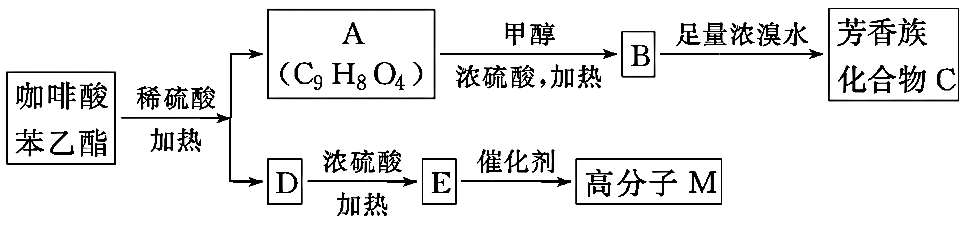 咖啡酸
苯乙酯
稀硫酸
加热
A
(C₉H₈O₄)
甲醇
浓硫酸,加热
B
足量浓溴水
芳香族
化合物 C
D
浓硫酸
加热
E
催化剂
高分子 M